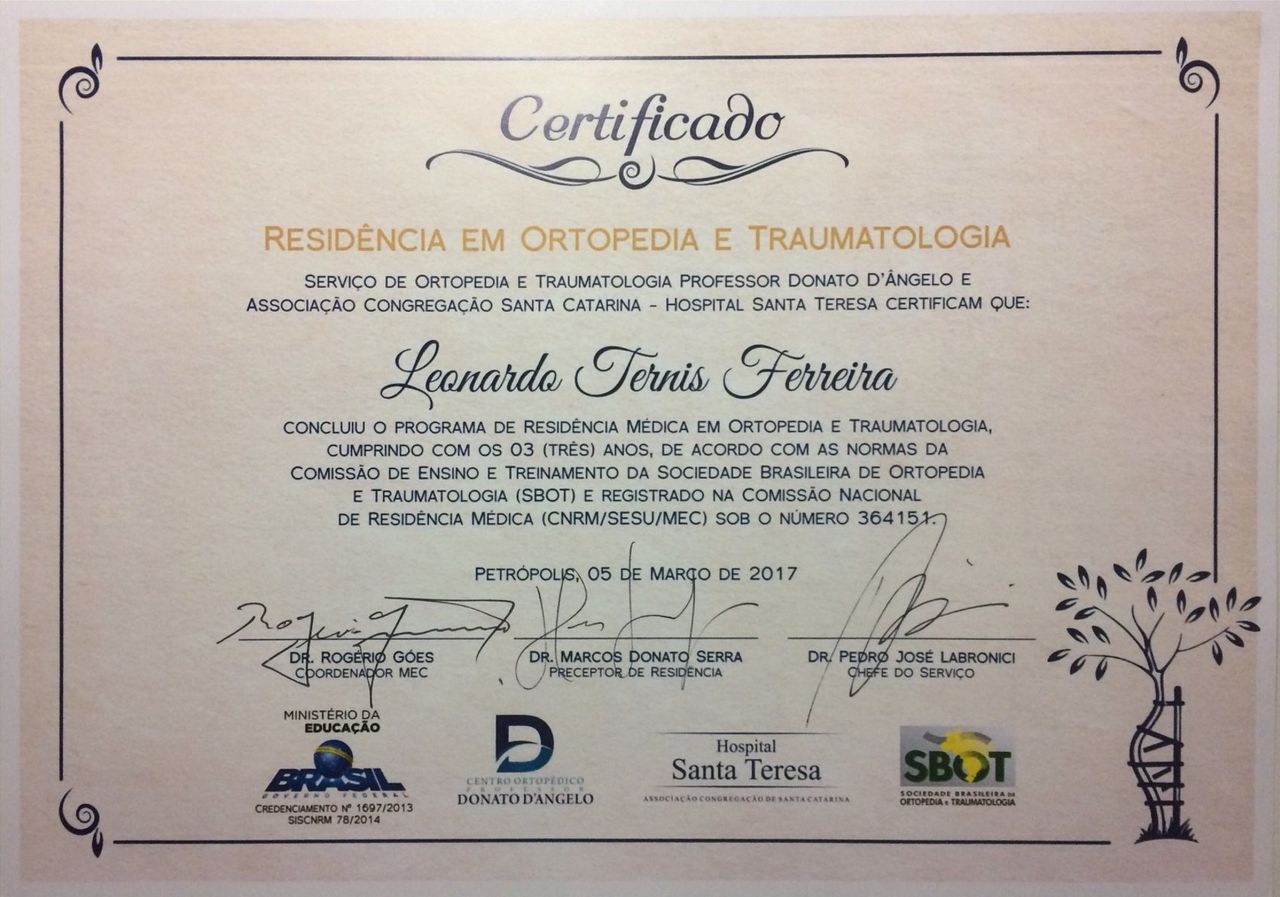 Certificado
RESIDÊNCIA EM ORTOPEDIA E TRAUMATOLOGIA
SERVIÇO DE ORTOPEDIA E TRAUMATOLOGIA PROFESSOR DONATO D'ÂNGELO E
ASSOCIAÇÃO CONGREGAÇÃO SANTA CATARINA - HOSPITAL SANTA TERESA CERTIFICAM QUE:
Leonardo Ternis Ferreira
CONCLUIU O PROGRAMA DE RESIDÊNCIA MÉDICA EM ORTOPEDIA E TRAUMATOLOGIA,
CUMPRINDO COM OS 03 (TRÊS) ANOS, DE ACORDO COM AS NORMAS DA
COMISSÃO DE ENSINO E TREINAMENTO DA SOCIEDADE BRASILEIRA DE ORTOPEDIA
E TRAUMATOLOGIA (SBOT) E REGISTRADO NA COMISSÃO NACIONAL
DE RESIDÊNCIA MÉDICA (CNRM/SESU/MEC) SOB O NÚMERO 364151.
PETRÓPOLIS, 05 DE MARÇO DE 2017
DR. ROGÉRIO GÓES
COORDENADOR MEC
DR. MARCOS DONATO SERRA
PRECEPTOR DE RESIDÊNCIA
DR. PEDRO JOSÉ LABRONICI
CHEFE DO SERVIÇO
MINISTÉRIO DA
EDUCAÇÃO
BRASIL
GOVERNO FEDERAL
CREDENCIAMENTO Nº 1697/2013
SISCNRM 78/2014
CENTRO ORTOPÉDICO
PROFESSOR
DONATO D'ANGELO
Hospital
Santa Teresa
ASSOCIAÇÃO CONGREGAÇÃO DE SANTA CATARINA
SBOT
SOCIEDADE BRASILEIRA DE
ORTOPEDIA E TRAUMATOLOGIA